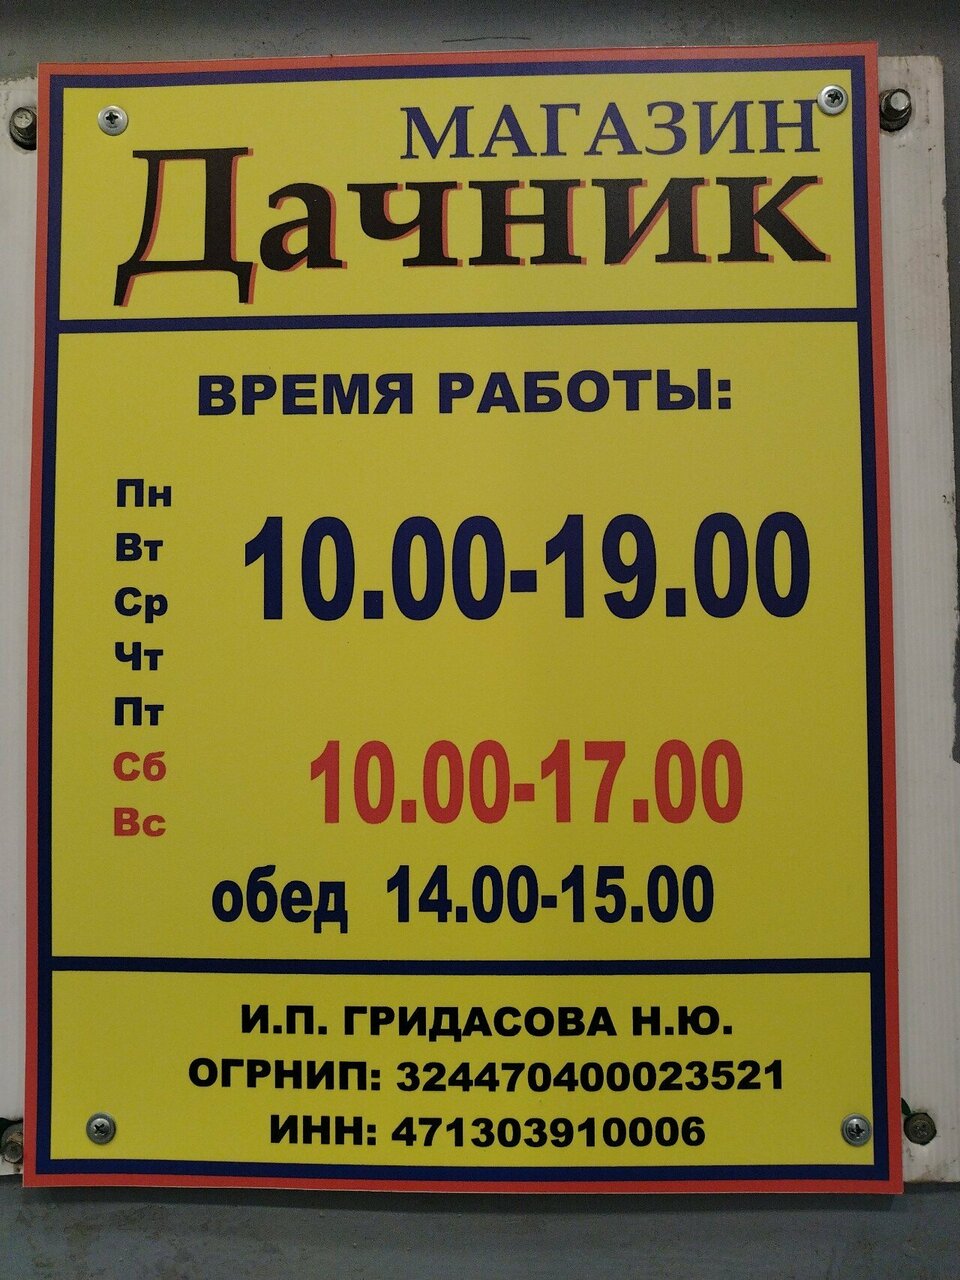 МАГАЗИН
Дачник
ВРЕМЯ РАБОТЫ:
Пн
Вт
Ср
Чт
Пт
10.00-19.00
Сб
Вс
10.00-17.00
обед 14.00-15.00
И.П. ГРИДАСОВА Н.Ю.
ОГРНИП: 324470400023521
ИНН: 471303910006